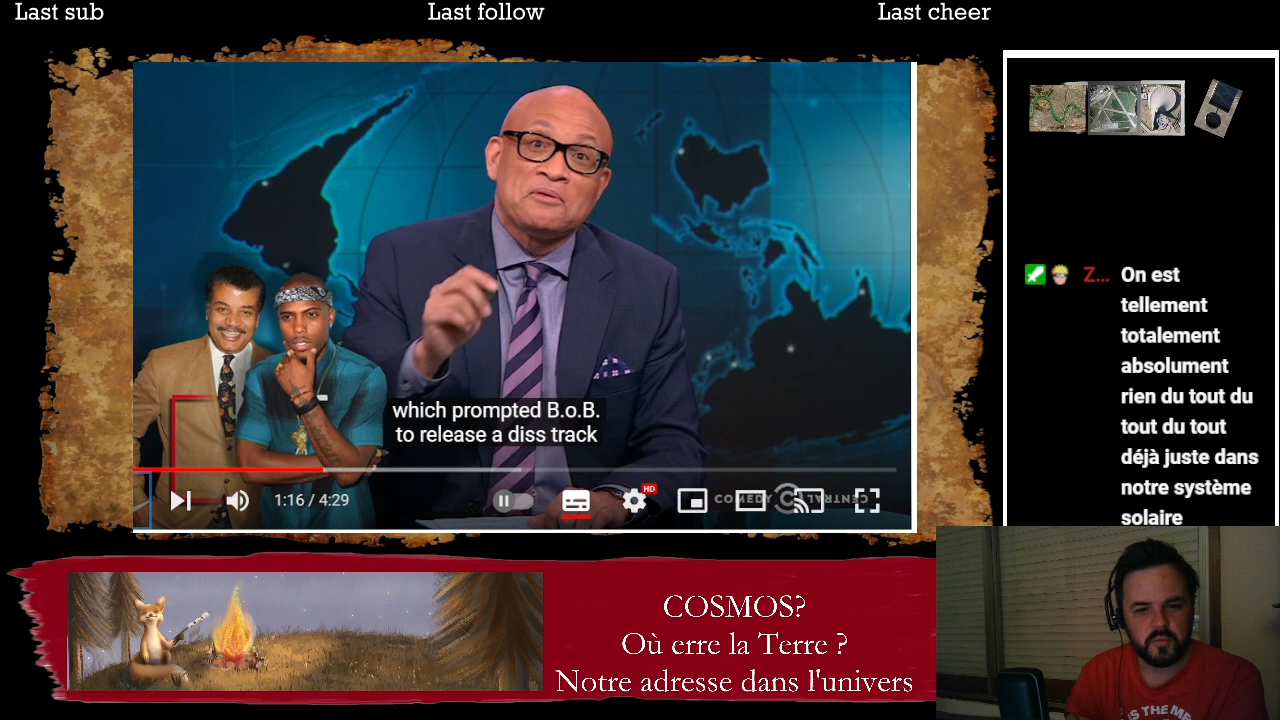 Last sub
Last follow
Last cheer
which prompted B.o.B.
to release a diss track
1:16 / 4:29
HD
COMEDY CENTRAL
Z...
On est
tellement
totalement
absolument
rien du tout du
tout du tout
déjà juste dans
notre système
solaire
COSMOS?
Où erre la Terre ?
Notre adresse dans l'univers